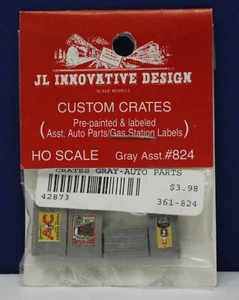 JL INNOVATIVE DESIGN
SCALE MODELS
CUSTOM CRATES
Pre-painted & labeled
(Asst. Auto Parts/Gas Station Labels)
HO SCALE Gray Asst.#824
CRATES GRAY-AUTO PARTS
$3.98
42873 361-824